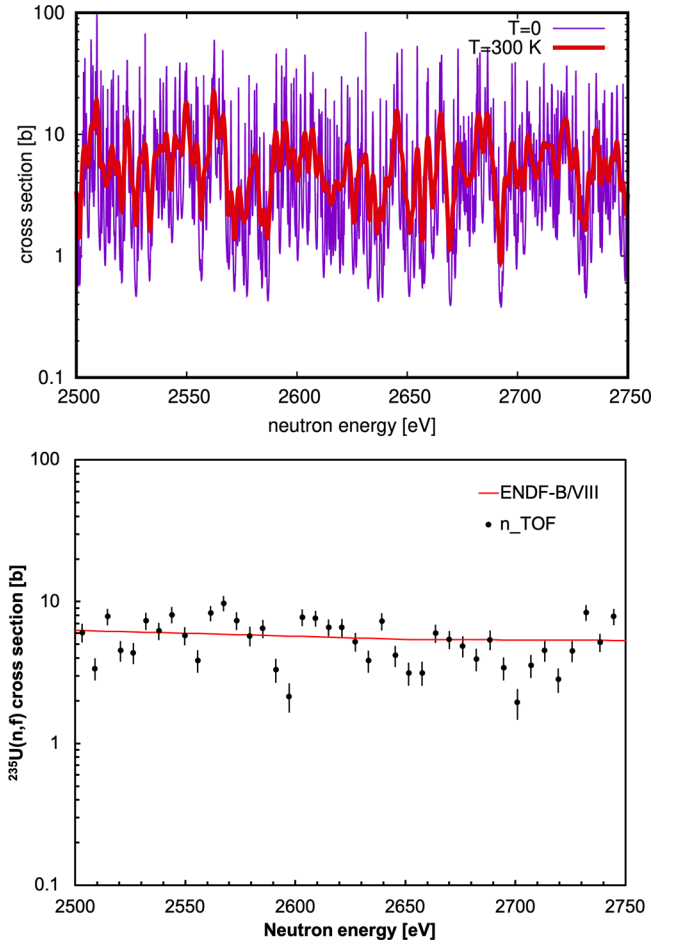 100
10
1
0.1
cross section [b]
T=0
T=300 K
2500 2550 2600 2650 2700 2750
neutron energy [eV]
100
10
1
0.1
²³⁵U(n,f) cross section [b]
ENDF-B/VIII
n_TOF
2500 2550 2600 2650 2700 2750
Neutron energy [eV]